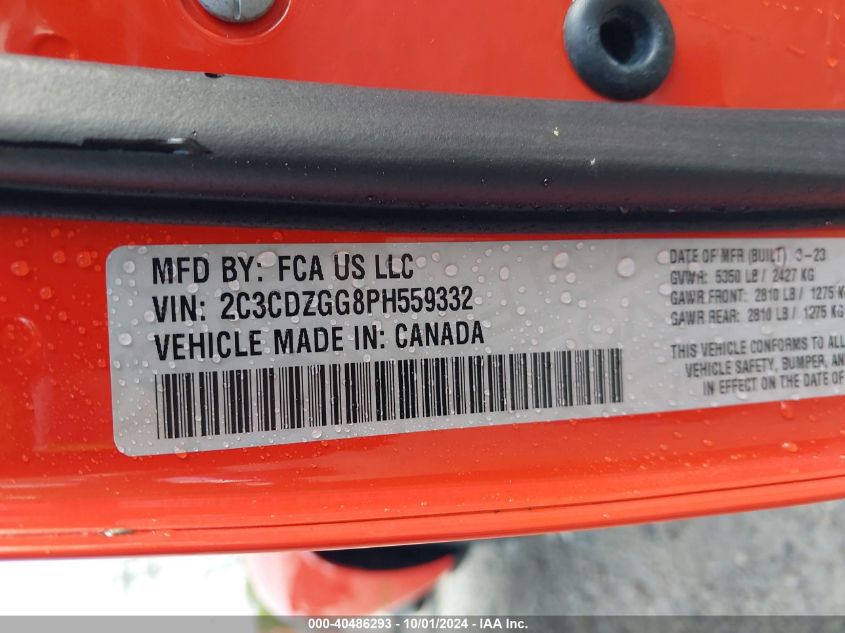 MFD BY: FCA US LLC
VIN: 2C3CDZGG8PH559332
VEHICLE MADE IN: CANADA
DATE OF MFR (BUILT) 3-23
GVWR: 5350 LB / 2427 KG
GAWR FRONT: 2810 LB / 1275 KG
GAWR REAR: 2810 LB / 1275 KG
THIS VEHICLE CONFORMS TO ALL
VEHICLE SAFETY, BUMPER, AND
IN EFFECT ON THE DATE OF
000-40486293 - 10/01/2024 - IAA, Inc.